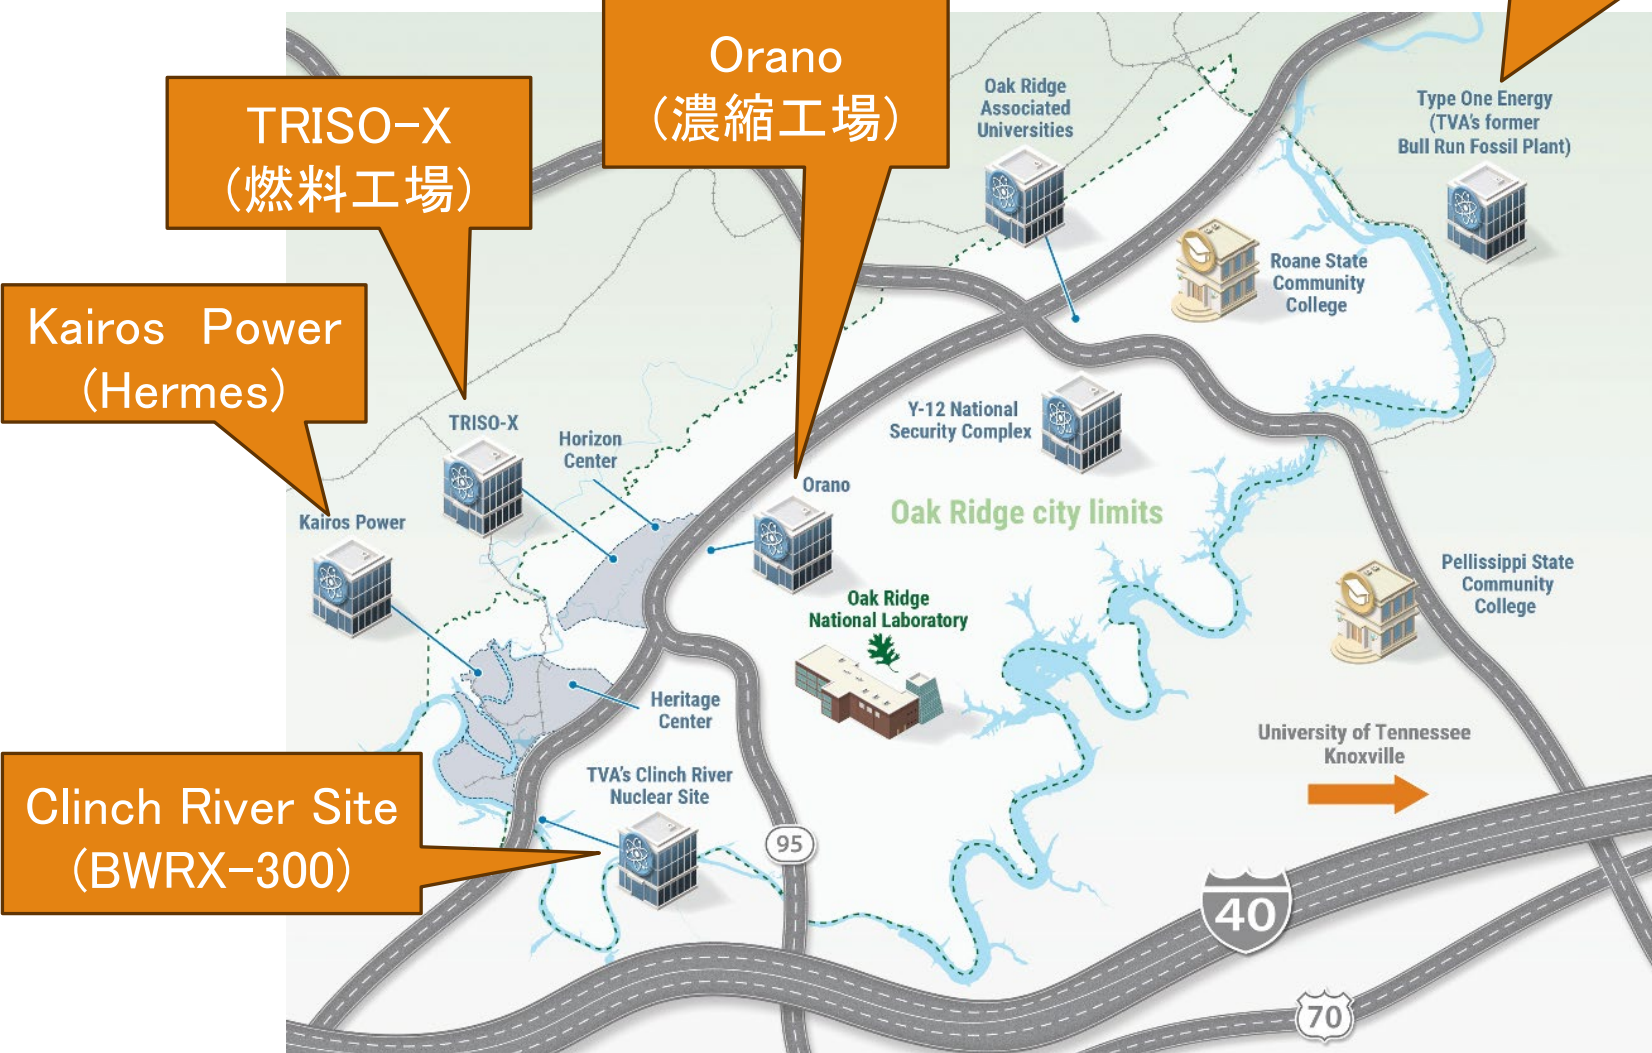 Orano
(濃縮工場)
TRISO-X
(燃料工場)
Kairos Power
(Hermes)
Clinch River Site
(BWRX-300)
Oak Ridge
Associated
Universities
Type One Energy
(TVA's former
Bull Run Fossil Plant)
Roane State
Community
College
TRISO-X
Horizon
Center
Y-12 National
Security Complex
Orano
Kairos Power
Oak Ridge city limits
Pellissippi State
Community
College
Oak Ridge
National Laboratory
Heritage
Center
University of Tennessee
Knoxville
TVA's Clinch River
Nuclear Site
95
40
70